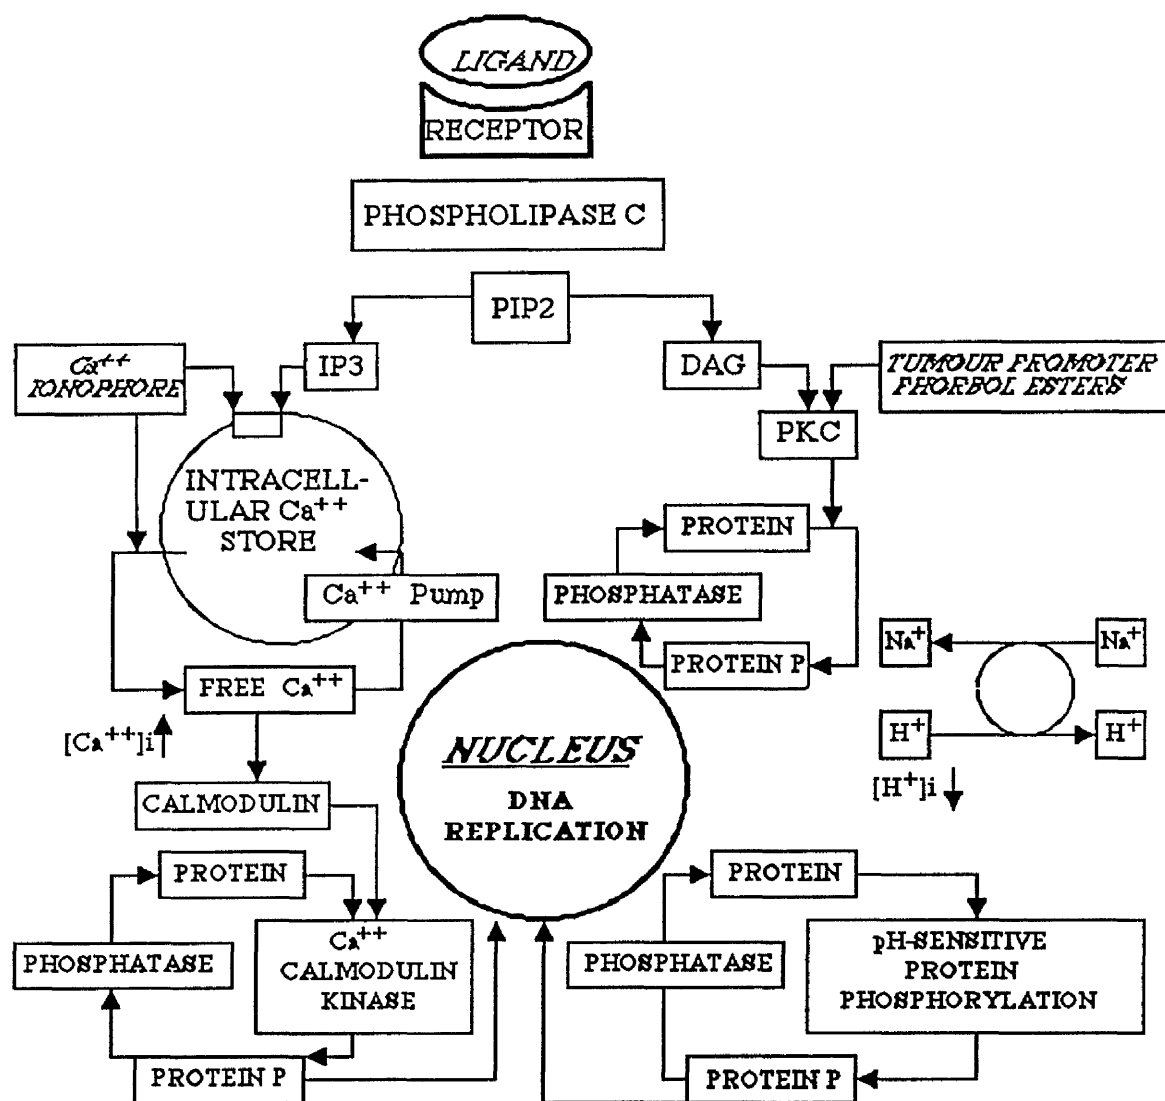 LIGAND
RECEPTOR
PHOSPHOLIPASE C
PIP2
Ca++
IONOPHORE
IP3
DAG
TUMOUR PROMOTER
PHORBOL ESTERS
PKC
INTRACELL-
ULAR Ca++
STORE
PROTEIN
Ca++ Pump
PHOSPHATASE
PROTEIN P
Na+
Na+
FREE Ca++
[Ca++]i
H+
H+
[H+]i
NUCLEUS
DNA
REPLICATION
CALMODULIN
PROTEIN
PHOSPHATASE
Ca++
CALMODULIN
KINASE
PROTEIN P
PROTEIN
PHOSPHATASE
pH-SENSITIVE
PROTEIN
PHOSPHORYLATION
PROTEIN P